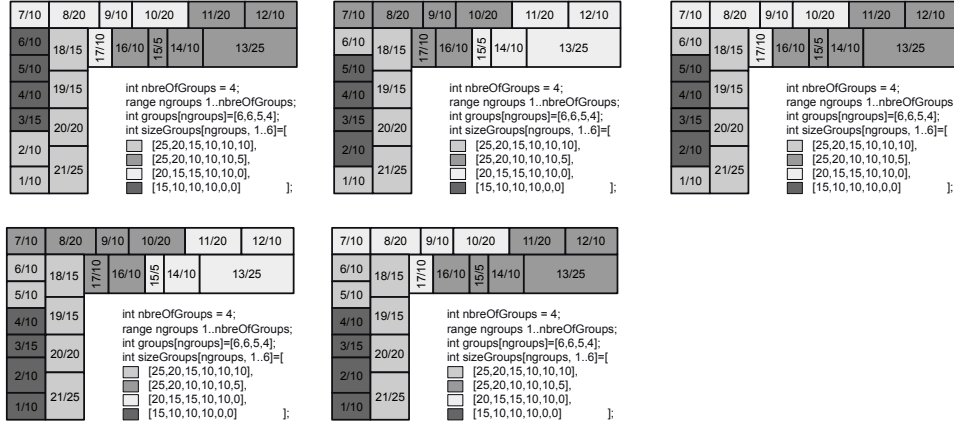 7/10 8/20 9/10 10/20 11/20 12/10
6/10 18/15 17/10 16/10 15/5 14/10 13/25
5/10
4/10 19/15
3/15 20/20
2/10
1/10 21/25
int nbreOfGroups = 4;
range ngroups 1..nbreOfGroups;
int groups[ngroups]=[6,6,5,4];
int sizeGroups[ngroups, 1..6]=[
[25,20,15,10,10,10],
[25,20,10,10,10,5],
[20,15,15,10,10,0],
[15,10,10,10,0,0] ];
7/10 8/20 9/10 10/20 11/20 12/10
6/10 18/15 17/10 16/10 15/5 14/10 13/25
5/10
4/10 19/15
3/15 20/20
2/10
1/10 21/25
int nbreOfGroups = 4;
range ngroups 1..nbreOfGroups;
int groups[ngroups]=[6,6,5,4];
int sizeGroups[ngroups, 1..6]=[
[25,20,15,10,10,10],
[25,20,10,10,10,5],
[20,15,15,10,10,0],
[15,10,10,10,0,0] ];
7/10 8/20 9/10 10/20 11/20 12/10
6/10 18/15 17/10 16/10 15/5 14/10 13/25
5/10
4/10 19/15
3/15 20/20
2/10
1/10 21/25
int nbreOfGroups = 4;
range ngroups 1..nbreOfGroups
int groups[ngroups]=[6,6,5,4];
int sizeGroups[ngroups, 1..6]=[
[25,20,15,10,10,10],
[25,20,10,10,10,5],
[20,15,15,10,10,0],
[15,10,10,10,0,0] ];
7/10 8/20 9/10 10/20 11/20 12/10
6/10 18/15 17/10 16/10 15/5 14/10 13/25
5/10
4/10 19/15
3/15 20/20
2/10
1/10 21/25
int nbreOfGroups = 4;
range ngroups 1..nbreOfGroups;
int groups[ngroups]=[6,6,5,4];
int sizeGroups[ngroups, 1..6]=[
[25,20,15,10,10,10],
[25,20,10,10,10,5],
[20,15,15,10,10,0],
[15,10,10,10,0,0] ];
7/10 8/20 9/10 10/20 11/20 12/10
6/10 18/15 17/10 16/10 15/5 14/10 13/25
5/10
4/10 19/15
3/15 20/20
2/10
1/10 21/25
int nbreOfGroups = 4;
range ngroups 1..nbreOfGroups;
int groups[ngroups]=[6,6,5,4];
int sizeGroups[ngroups, 1..6]=[
[25,20,15,10,10,10],
[25,20,10,10,10,5],
[20,15,15,10,10,0],
[15,10,10,10,0,0] ];